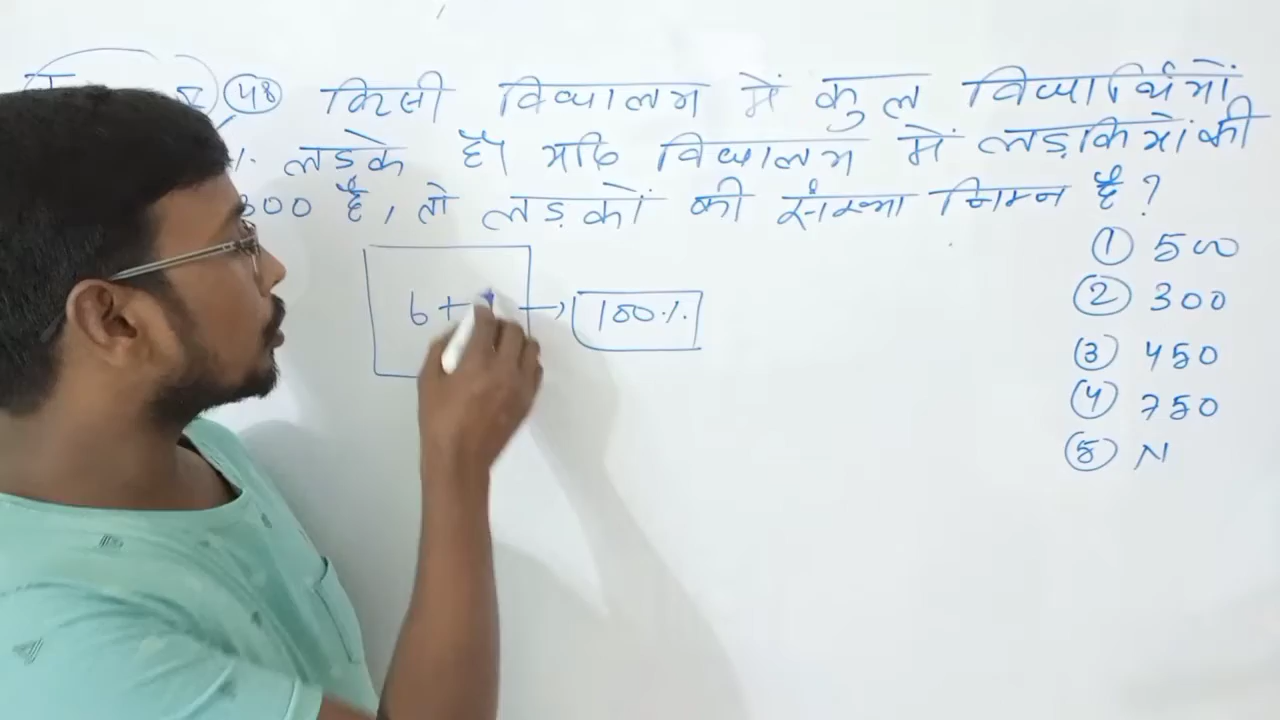 48 किसी विद्यालय में कुल विद्यार्थियों
% लड़के है। यदि विद्यालय में लड़कियों की
300 है, तो लड़कों की संख्या निम्न है ?
① 500
② 300
③ 450
④ 750
⑤ N
b +
100%